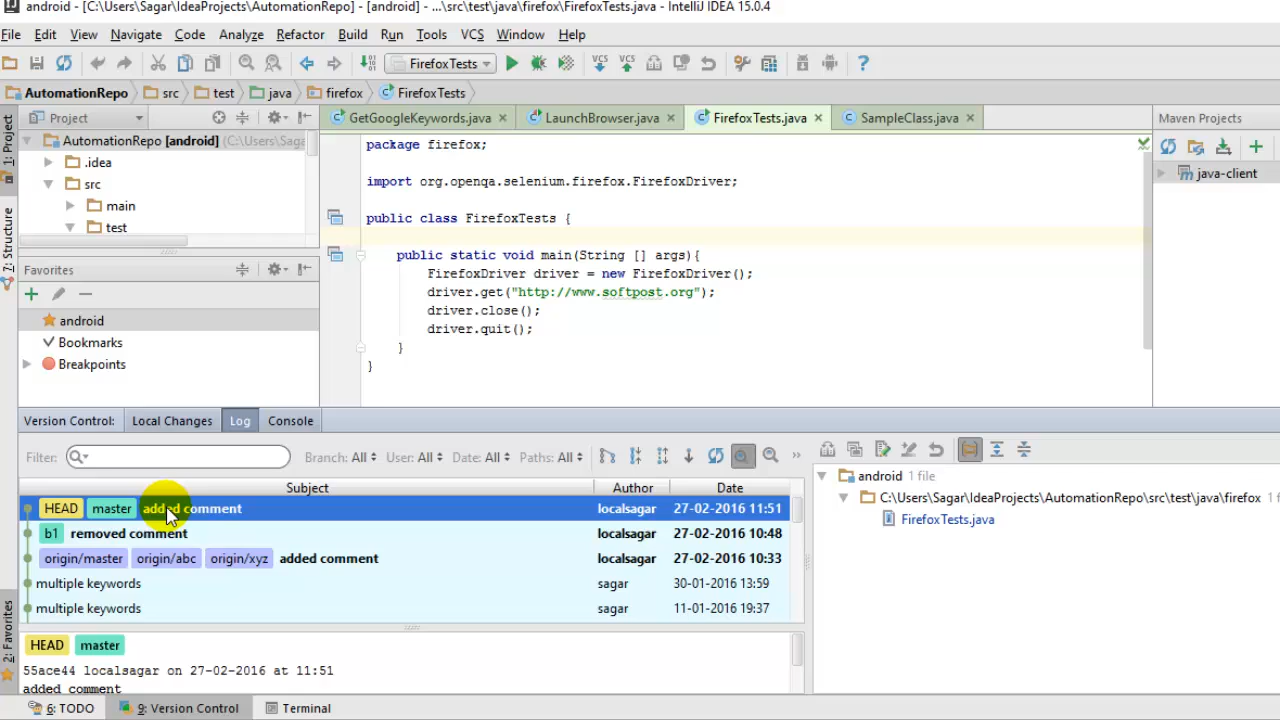 android - [C:\Users\Sagar\IdeaProjects\AutomationRepo] - [android] - ...\src\test\java\firefox\FirefoxTests.java - IntelliJ IDEA 15.0.4
File Edit View Navigate Code Analyze Refactor Build Run Tools VCS Window Help
FirefoxTests VCS VCS
AutomationRepo src test java firefox FirefoxTests
1: Project
7: Structure
2: Favorites
Project
AutomationRepo [android] (C:\Users\Saga
.idea
src
main
test
Favorites
android
Bookmarks
Breakpoints
GetGoogleKeywords.java LaunchBrowser.java FirefoxTests.java SampleClass.java
package firefox;
import org.openqa.selenium.firefox.FirefoxDriver;
public class FirefoxTests {
public static void main(String [] args){
FirefoxDriver driver = new FirefoxDriver();
driver.get("http://www.softpost.org");
driver.close();
driver.quit();
}
}
Maven Projects
java-client
Version Control: Local Changes Log Console
Filter: Branch: All User: All Date: All Paths: All
Subject Author Date
HEAD master added comment localsagar 27-02-2016 11:51
b1 removed comment localsagar 27-02-2016 10:48
origin/master origin/abc origin/xyz added comment localsagar 27-02-2016 10:33
multiple keywords sagar 30-01-2016 13:59
multiple keywords sagar 11-01-2016 19:37
HEAD master
55ace44 localsagar on 27-02-2016 at 11:51
added comment
android 1 file
C:\Users\Sagar\IdeaProjects\AutomationRepo\src\test\java\firefox 1 f
FirefoxTests.java
6: TODO 9: Version Control Terminal